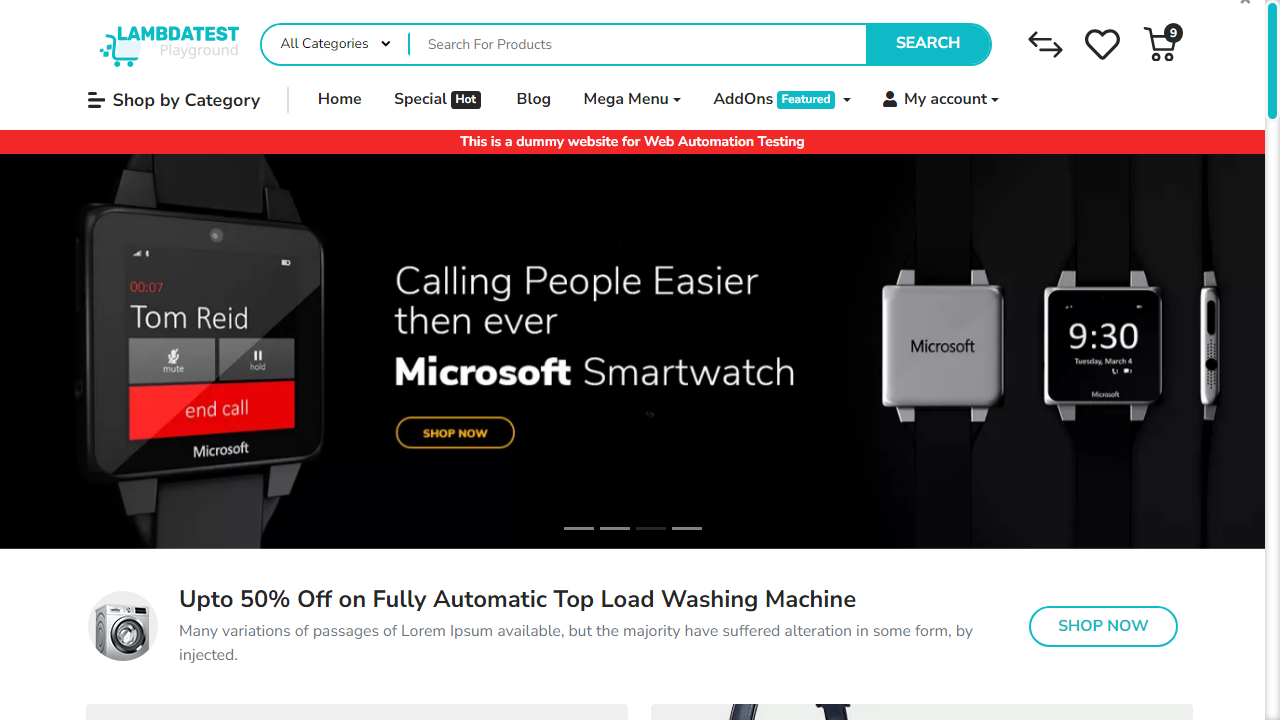 LAMBDATEST
Playground
All Categories
Search For Products
SEARCH
9
Shop by Category
Home
Special Hot
Blog
Mega Menu
AddOns Featured
My account
This is a dummy website for Web Automation Testing
00:07
Tom Reid
mute
hold
end call
Microsoft
Calling People Easier
then ever
Microsoft Smartwatch
SHOP NOW
Microsoft
9:30
Tuesday, March 4
Microsoft
Upto 50% Off on Fully Automatic Top Load Washing Machine
Many variations of passages of Lorem Ipsum available, but the majority have suffered alteration in some form, by
injected.
SHOP NOW